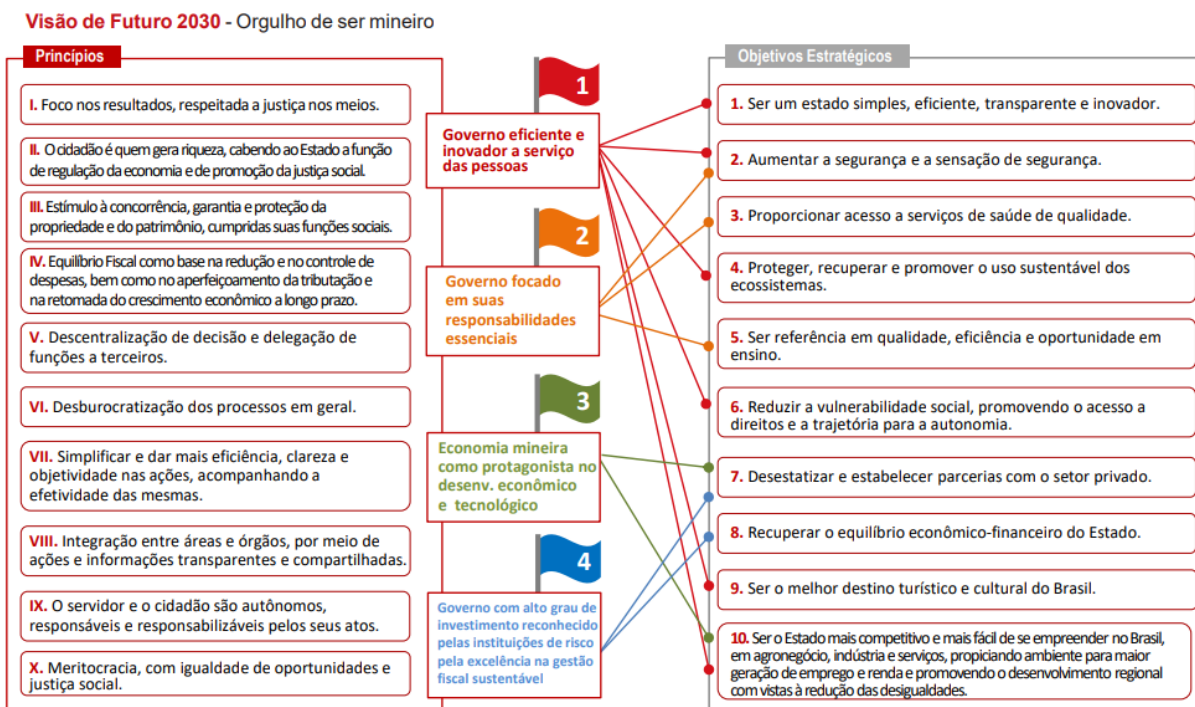 Visão de Futuro 2030 - Orgulho de ser mineiro
Princípios
I. Foco nos resultados, respeitada a justiça nos meios.
II. O cidadão é quem gera riqueza, cabendo ao Estado a função
de regulação da economia e de promoção da justiça social.
III. Estímulo à concorrência, garantia e proteção da
propriedade e do patrimônio, cumpridas suas funções sociais.
IV. Equilíbrio Fiscal como base na redução e no controle de
despesas, bem como no aperfeiçoamento da tributação e
na retomada do crescimento econômico a longo prazo.
V. Descentralização de decisão e delegação de
funções a terceiros.
VI. Desburocratização dos processos em geral.
VII. Simplificar e dar mais eficiência, clareza e
objetividade nas ações, acompanhando a
efetividade das mesmas.
VIII. Integração entre áreas e órgãos, por meio de
ações e informações transparentes e compartilhadas.
IX. O servidor e o cidadão são autônomos,
responsáveis e responsabilizáveis pelos seus atos.
X. Meritocracia, com igualdade de oportunidades e
justiça social.
1
Governo eficiente e
inovador a serviço
das pessoas
2
Governo focado
em suas
responsabilidades
essenciais
3
Economia mineira
como protagonista no
desenv. econômico
e tecnológico
4
Governo com alto grau de
investimento reconhecido
pelas instituições de risco
pela excelência na gestão
fiscal sustentável
Objetivos Estratégicos
1. Ser um estado simples, eficiente, transparente e inovador.
2. Aumentar a segurança e a sensação de segurança.
3. Proporcionar acesso a serviços de saúde de qualidade.
4. Proteger, recuperar e promover o uso sustentável dos
ecossistemas.
5. Ser referência em qualidade, eficiência e oportunidade em
ensino.
6. Reduzir a vulnerabilidade social, promovendo o acesso a
direitos e a trajetória para a autonomia.
7. Desestatizar e estabelecer parcerias com o setor privado.
8. Recuperar o equilíbrio econômico-financeiro do Estado.
9. Ser o melhor destino turístico e cultural do Brasil.
10. Ser o Estado mais competitivo e mais fácil de se empreender no Brasil,
em agronegócio, indústria e serviços, propiciando ambiente para maior
geração de emprego e renda e promovendo o desenvolvimento regional
com vistas à redução das desigualdades.